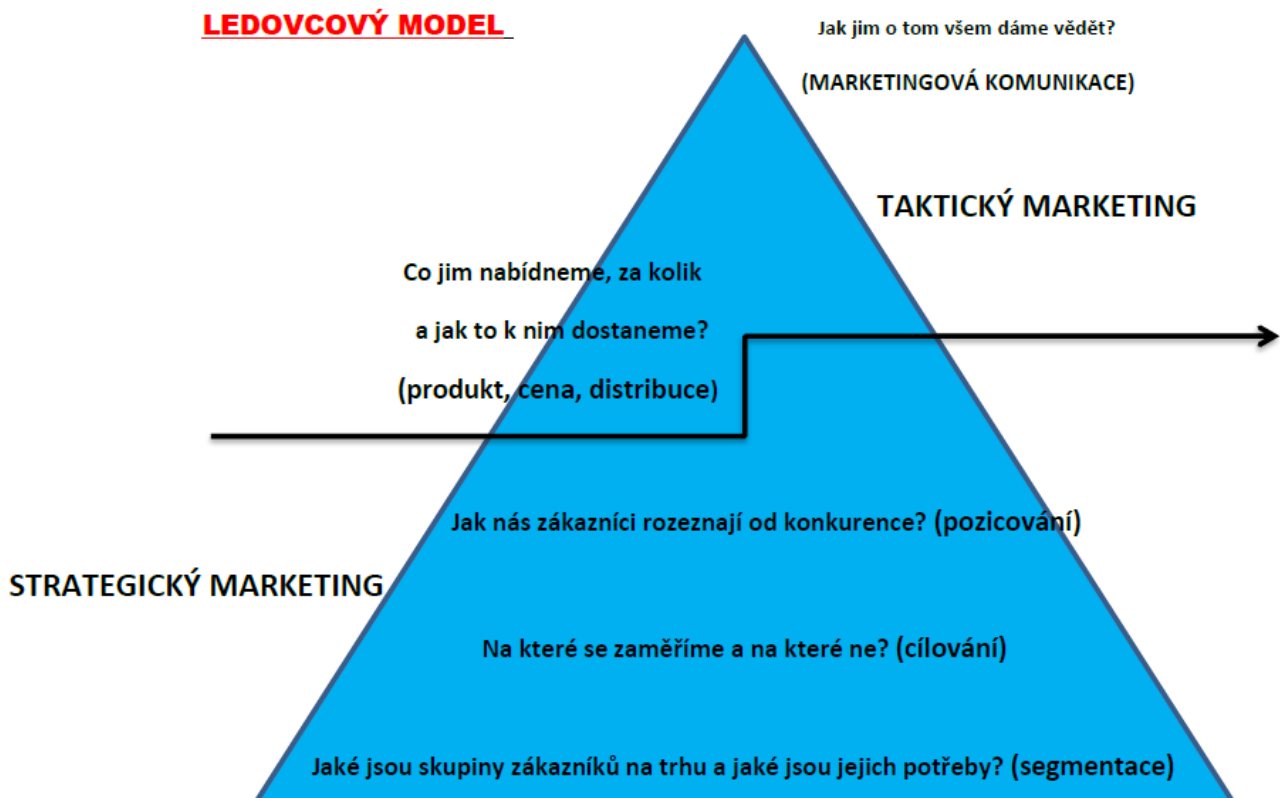 LEDOVCOVÝ MODEL
Jak jim o tom všem dáme vědět?
(MARKETINGOVÁ KOMUNIKACE)
TAKTICKÝ MARKETING
Co jim nabídneme, za kolik
a jak to k nim dostaneme?
(produkt, cena, distribuce)
Jak nás zákazníci rozeznají od konkurence? (pozicování)
STRATEGICKÝ MARKETING
Na které se zaměříme a na které ne? (cílování)
Jaké jsou skupiny zákazníků na trhu a jaké jsou jejich potřeby? (segmentace)